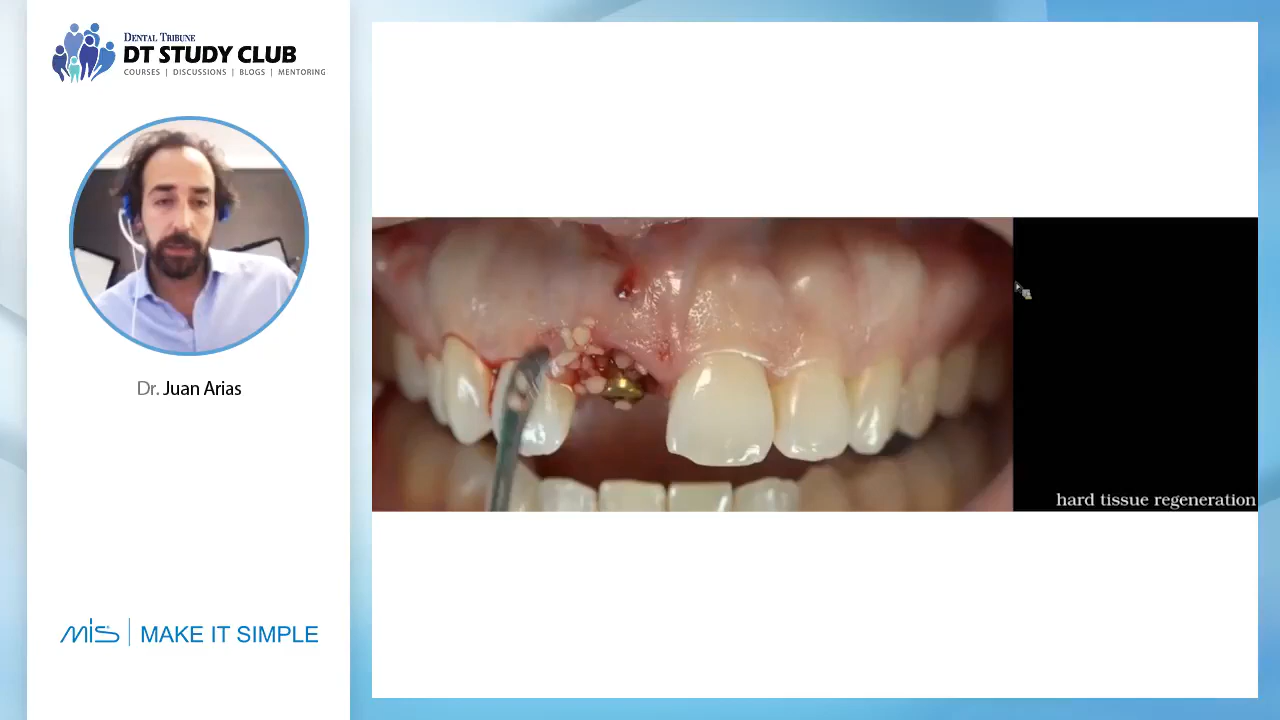 DENTAL TRIBUNE
DT STUDY CLUB
COURSES | DISCUSSIONS | BLOGS | MENTORING
Dr. Juan Arias
mis | MAKE IT SIMPLE
hard tissue regeneration